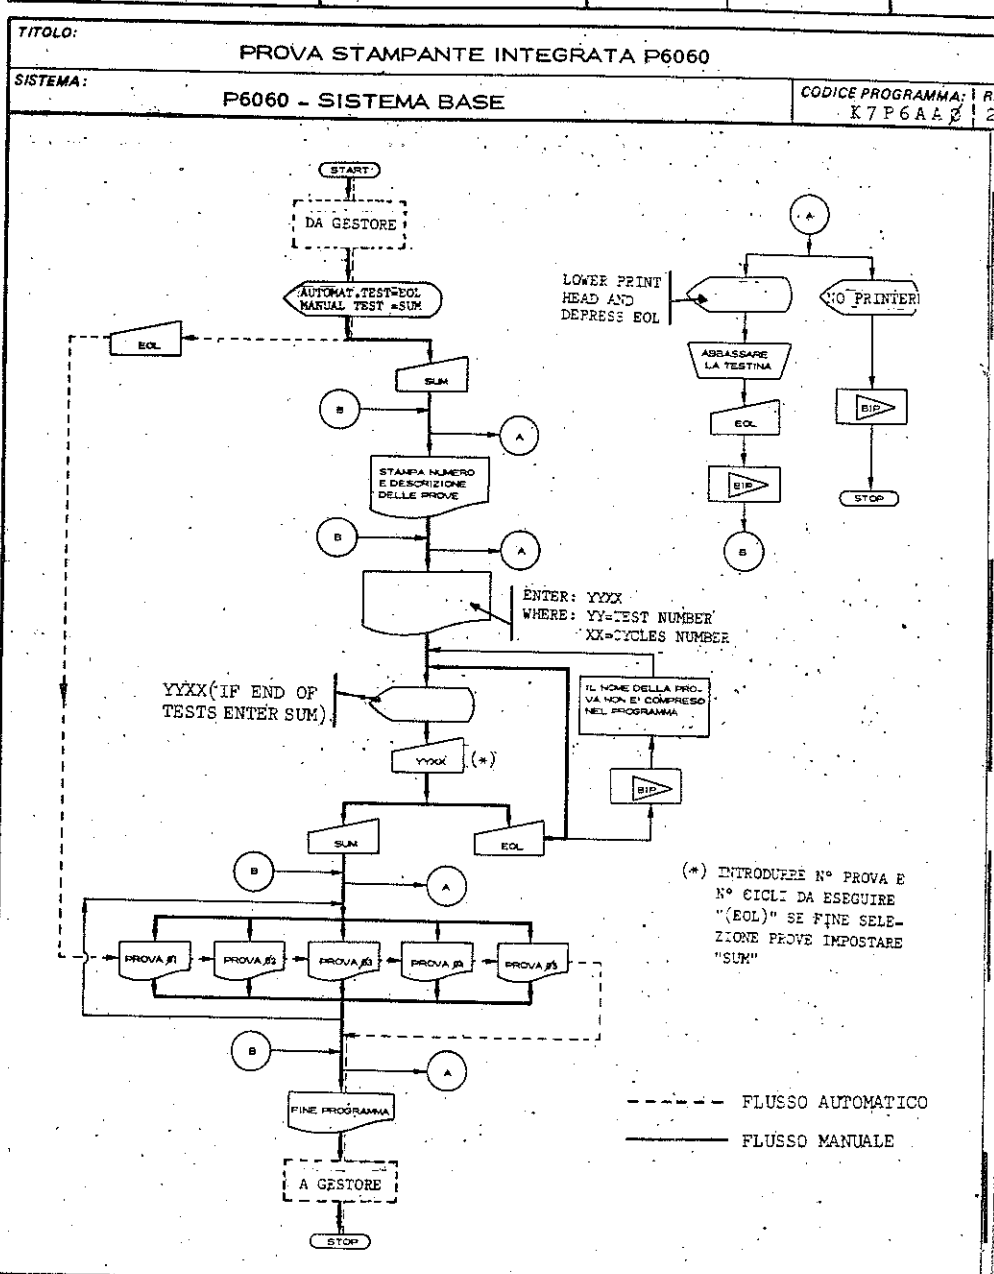 TITOLO:
PROVA STAMPANTE INTEGRATA P6060
SISTEMA:
P6060 - SISTEMA BASE
CODICE PROGRAMMA:
K7P6AAØ
R
2
START
DA GESTORE
AUTOMAT.TEST=EOL
MANUAL TEST =SUM
EOL
SUM
B
A
STAMPA NUMERO
E DESCRIZIONE
DELLE PROVE
B
A
ENTER: YYXX
WHERE: YY=TEST NUMBER
XX=CYCLES NUMBER
YYXX(IF END OF
TESTS ENTER SUM)
IL NOME DELLA PRO-
VA NON E' COMPRESO
NEL PROGRAMMA
YYXX
(*)
BIP
SUM
EOL
B
A
PROVA Ø1
PROVA Ø2
PROVA Ø3
PROVA Ø4
PROVA Ø5
B
A
FINE PROGRAMMA
A GESTORE
STOP
A
LOWER PRINT
HEAD AND
DEPRESS EOL
NO PRINTER
ABBASSARE
LA TESTINA
EOL
BIP
BIP
STOP
B
(*) INTRODURRE N° PROVA E
N° CICLI DA ESEGUIRE
"(EOL)" SE FINE SELE-
ZIONE PROVE IMPOSTARE
"SUM"
FLUSSO AUTOMATICO
FLUSSO MANUALE